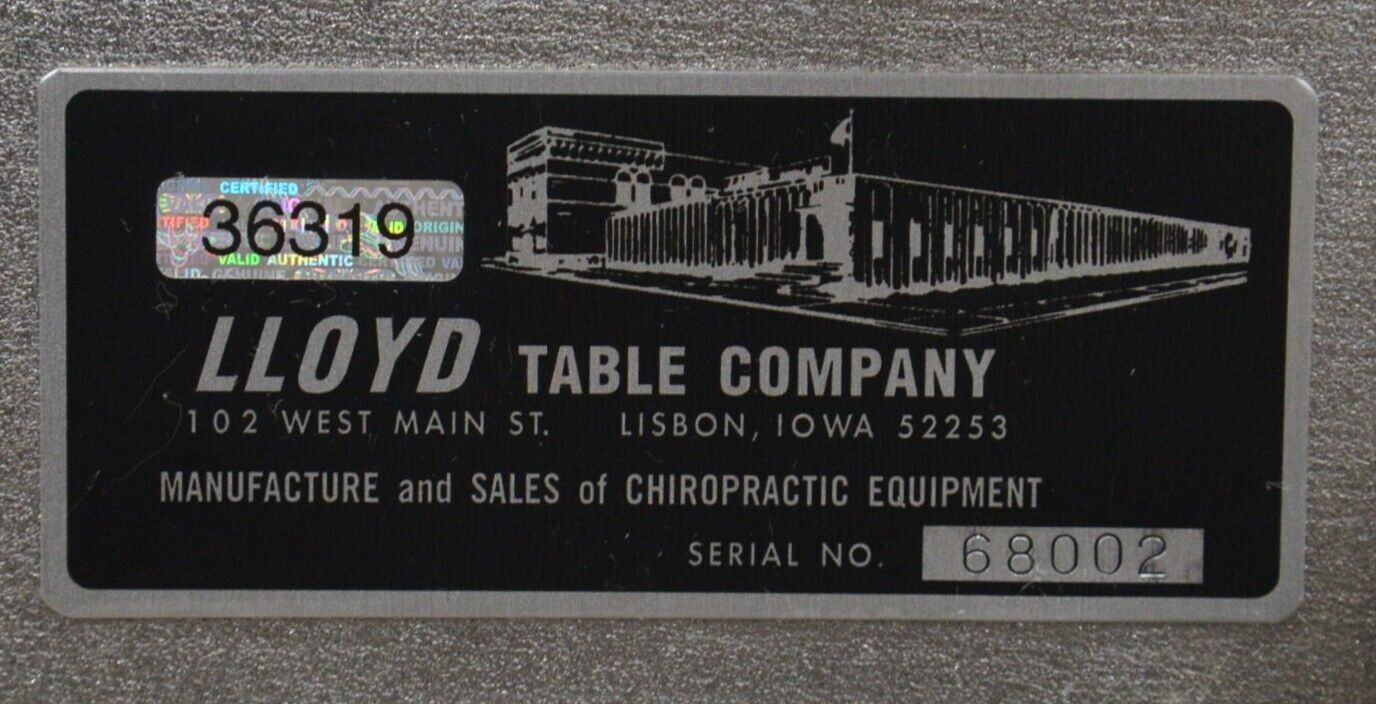 CERTIFIED
36319
VALID AUTHENTIC
LLOYD TABLE COMPANY
102 WEST MAIN ST. LISBON, IOWA 52253
MANUFACTURE and SALES of CHIROPRACTIC EQUIPMENT
SERIAL NO. 68002